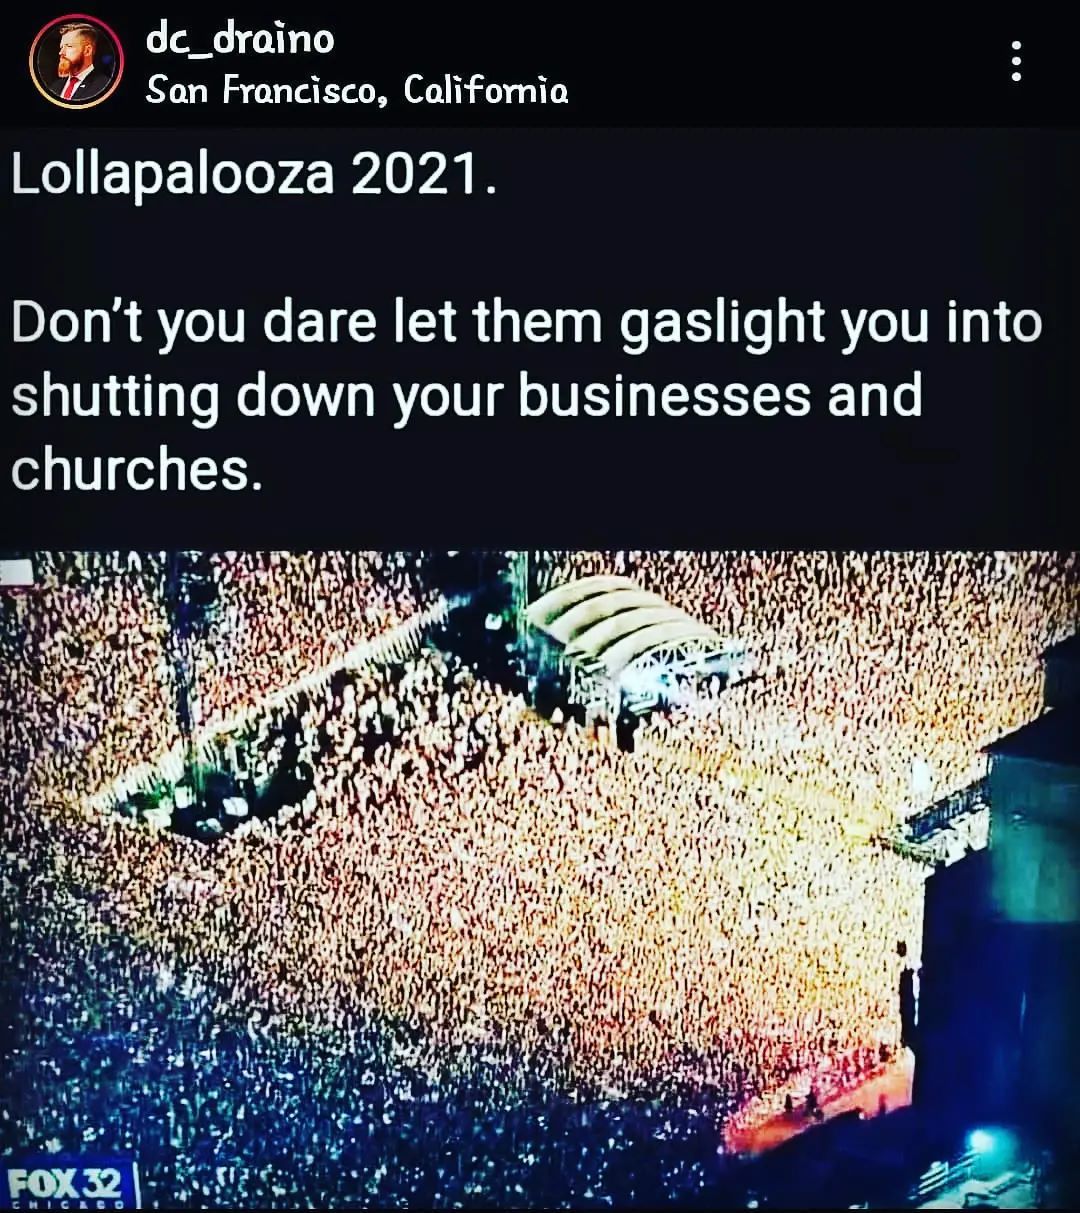 dc_draino
San Francisco, California
Lollapalooza 2021.
Don't you dare let them gaslight you into
shutting down your businesses and
churches.
FOX 32
CHICAGO